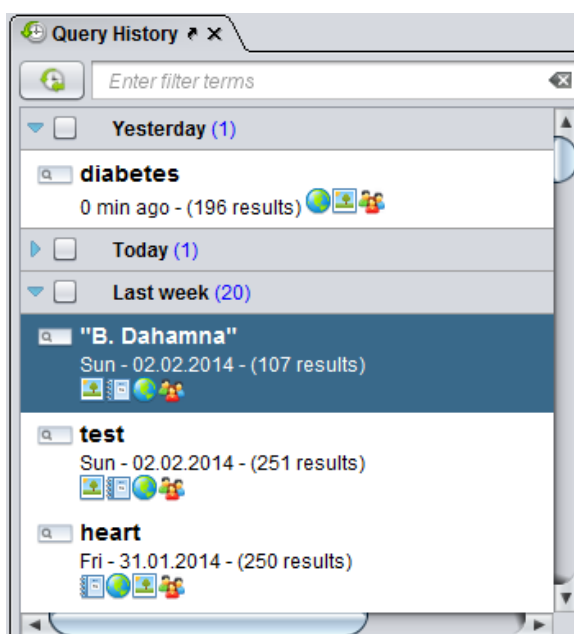 Query History
Enter filter terms
Yesterday (1)
diabetes
0 min ago - (196 results)
Today (1)
Last week (20)
"B. Dahamna"
Sun - 02.02.2014 - (107 results)
test
Sun - 02.02.2014 - (251 results)
heart
Fri - 31.01.2014 - (250 results)